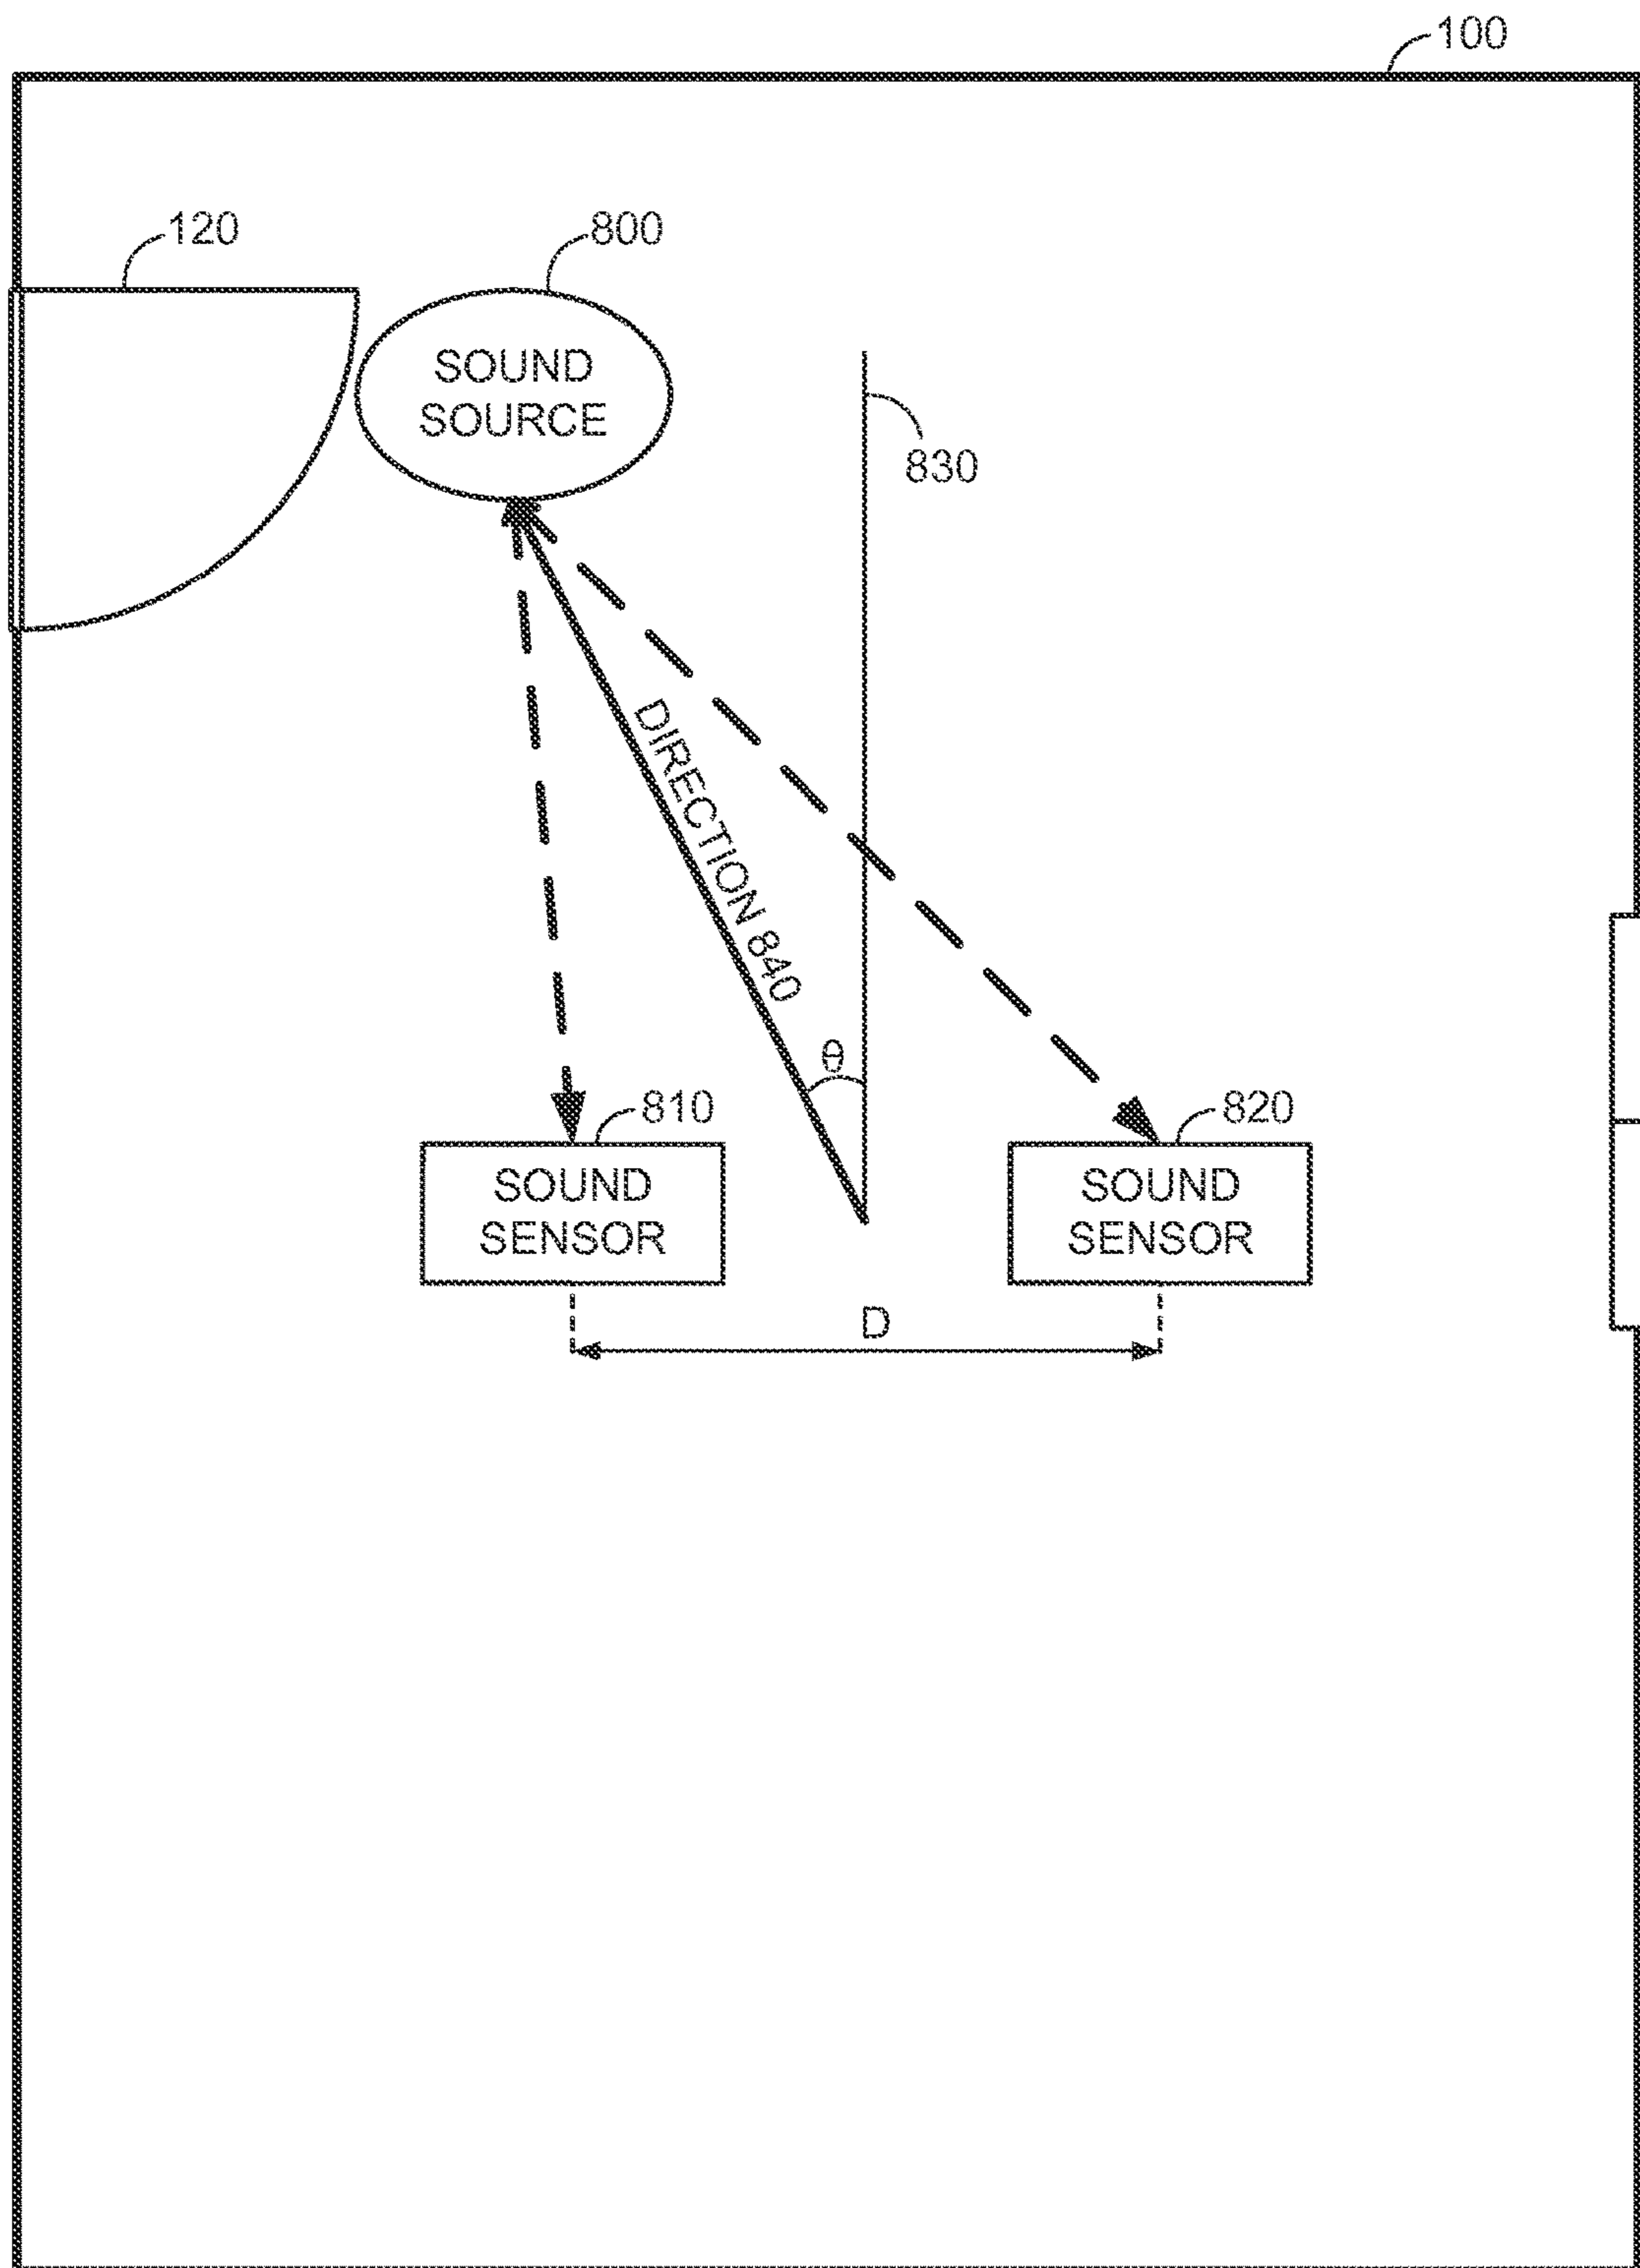 100
120
800
SOUND
SOURCE
830
DIRECTION 840
θ
810
820
SOUND
SENSOR
SOUND
SENSOR
D